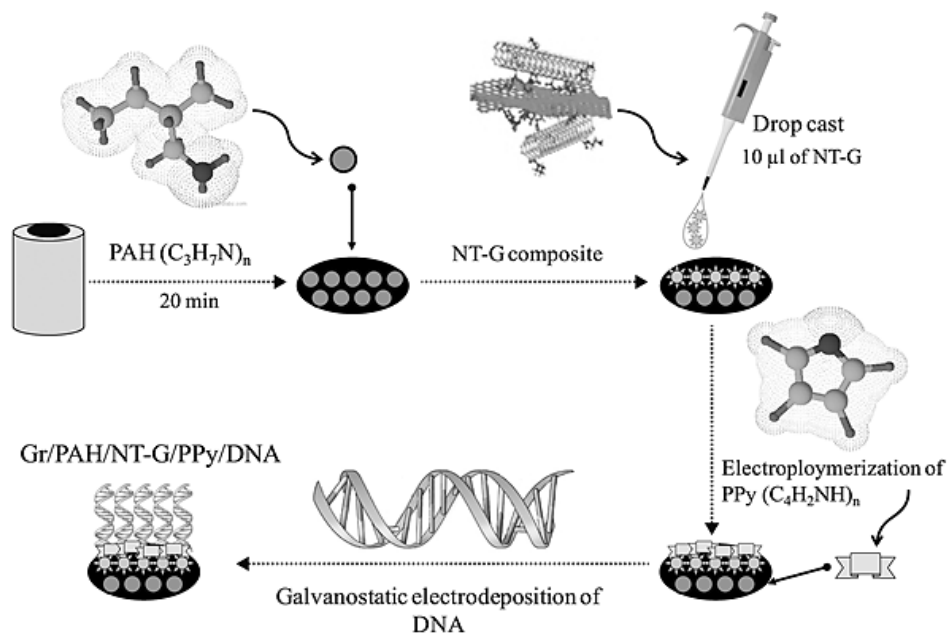 Drop cast
10 µl of NT-G
PAH (C₃H₇N)ₙ
20 min
NT-G composite
Electroploymerization of
PPy (C₄H₂NH)ₙ
Gr/PAH/NT-G/PPy/DNA
Galvanostatic electrodeposition of
DNA